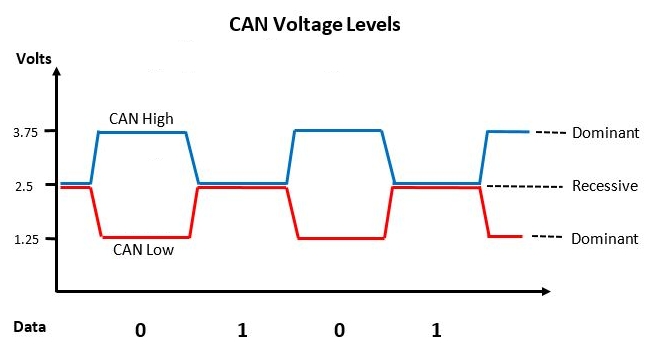 CAN Voltage Levels
Volts
CAN High
3.75
Dominant
2.5
Recessive
1.25
Dominant
CAN Low
Data 0 1 0 1